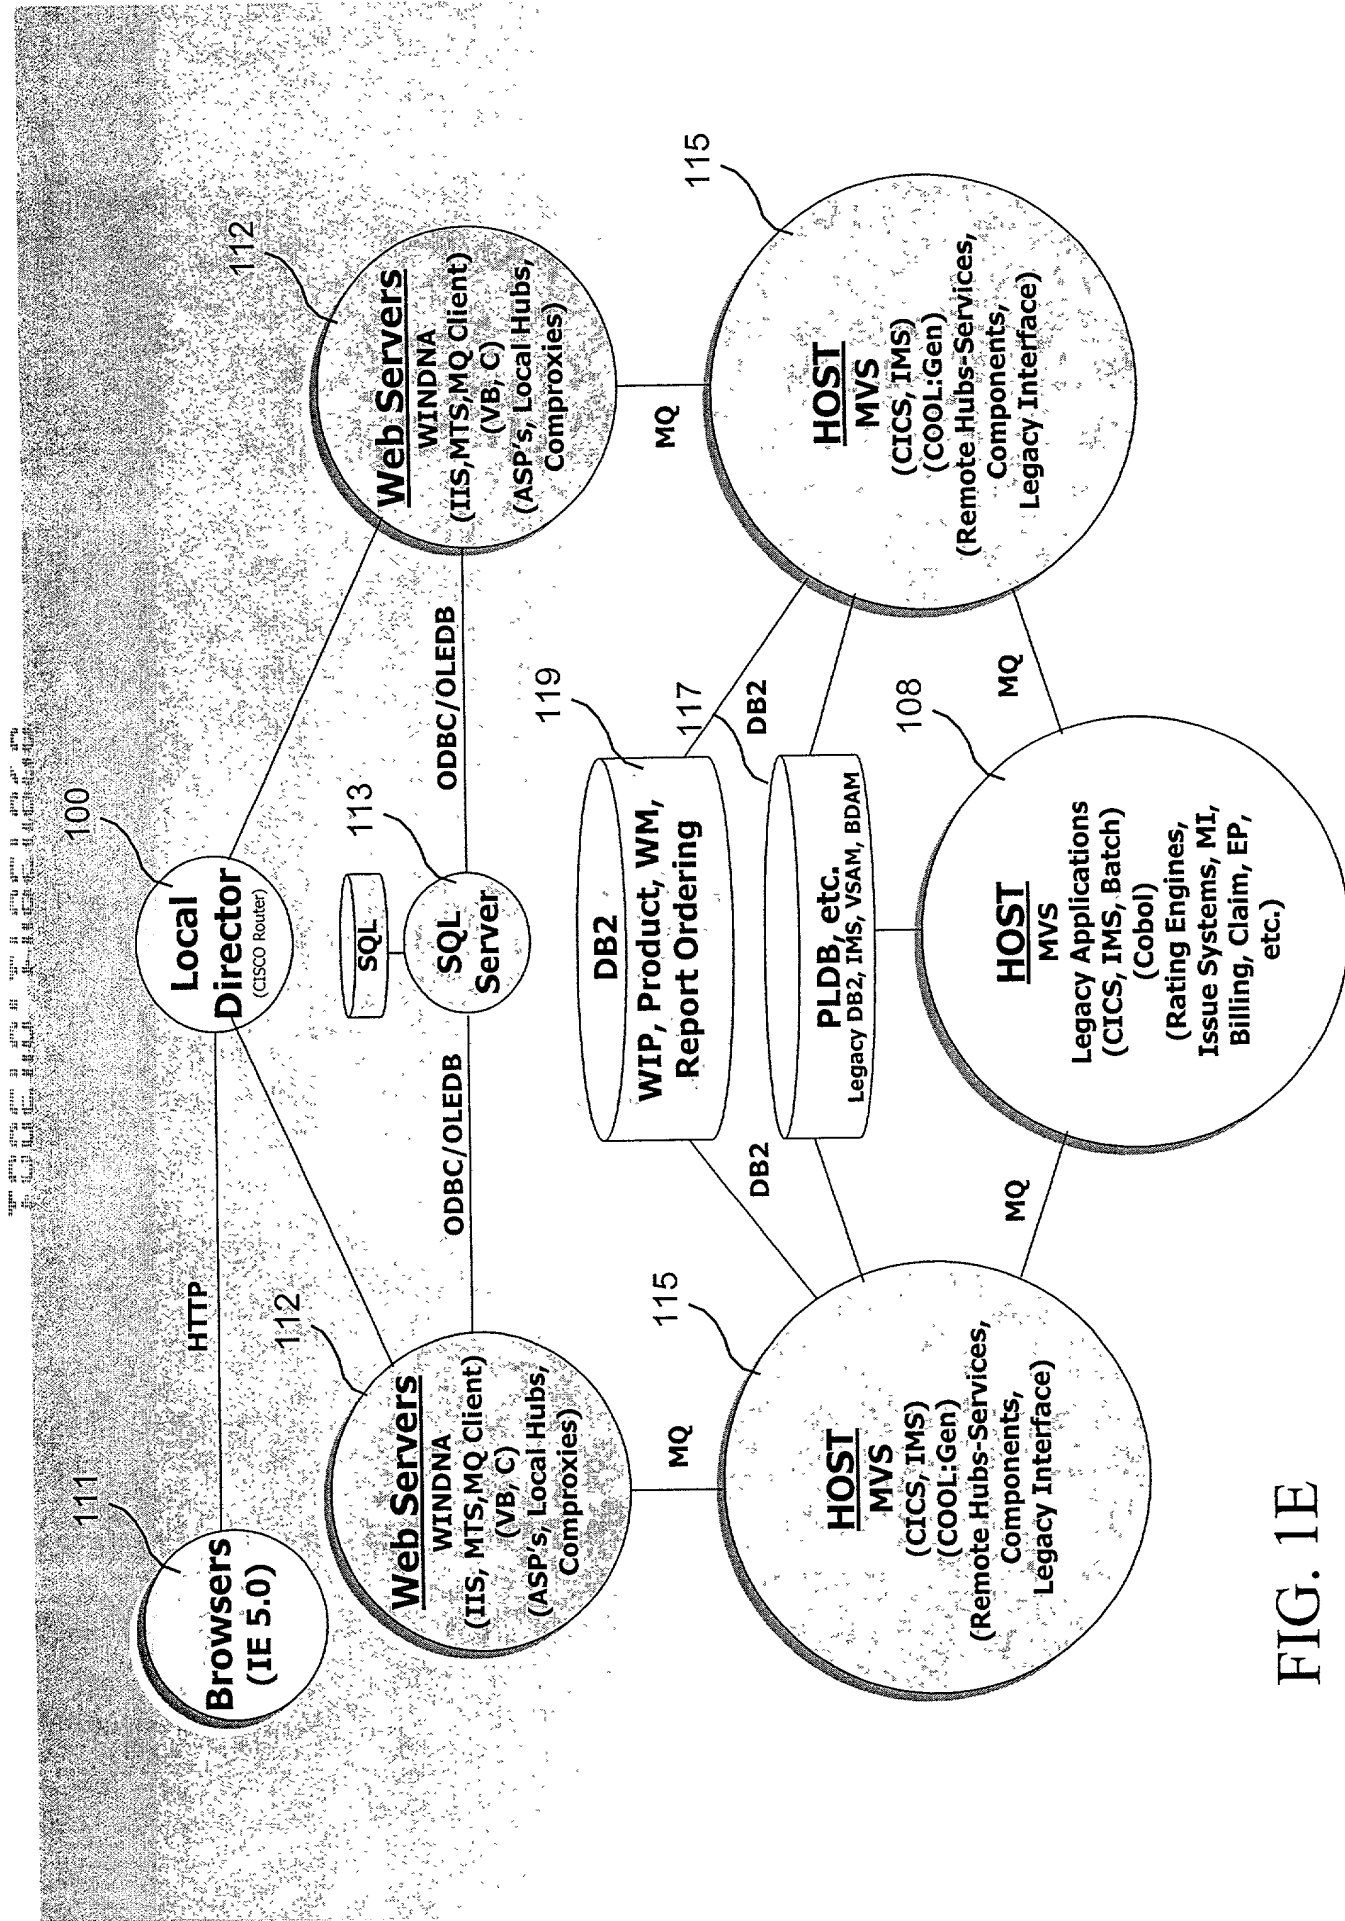 111
Browsers
(IE 5.0)
HTTP
100
Local
Director
(CISCO Router)
112
Web Servers
WINDNA
(IIS, MTS,MQ Client)
(VB, C)
(ASP's, Local Hubs,
Comproxies)
ODBC/OLEDB
SQL
113
SQL
Server
ODBC/OLEDB
112
Web Servers
WINDNA
(IIS,MTS,MQ Client)
(VB, C)
(ASP's, Local Hubs,
Comproxies)
MQ
MQ
115
HOST
MVS
(CICS, IMS)
(COOL:Gen)
(Remote Hubs-Services,
Components,
Legacy Interface)
DB2
119
DB2
WIP, Product, WM,
Report Ordering
117
DB2
PLDB, etc.
Legacy DB2, IMS, VSAM, BDAM
115
HOST
MVS
(CICS, IMS)
(COOL:Gen)
(Remote Hubs-Services,
Components,
Legacy Interface)
MQ
108
MQ
HOST
MVS
Legacy Applications
(CICS, IMS, Batch)
(Cobol)
(Rating Engines,
Issue Systems, MI,
Billing, Claim, EP,
etc.)
FIG. 1E